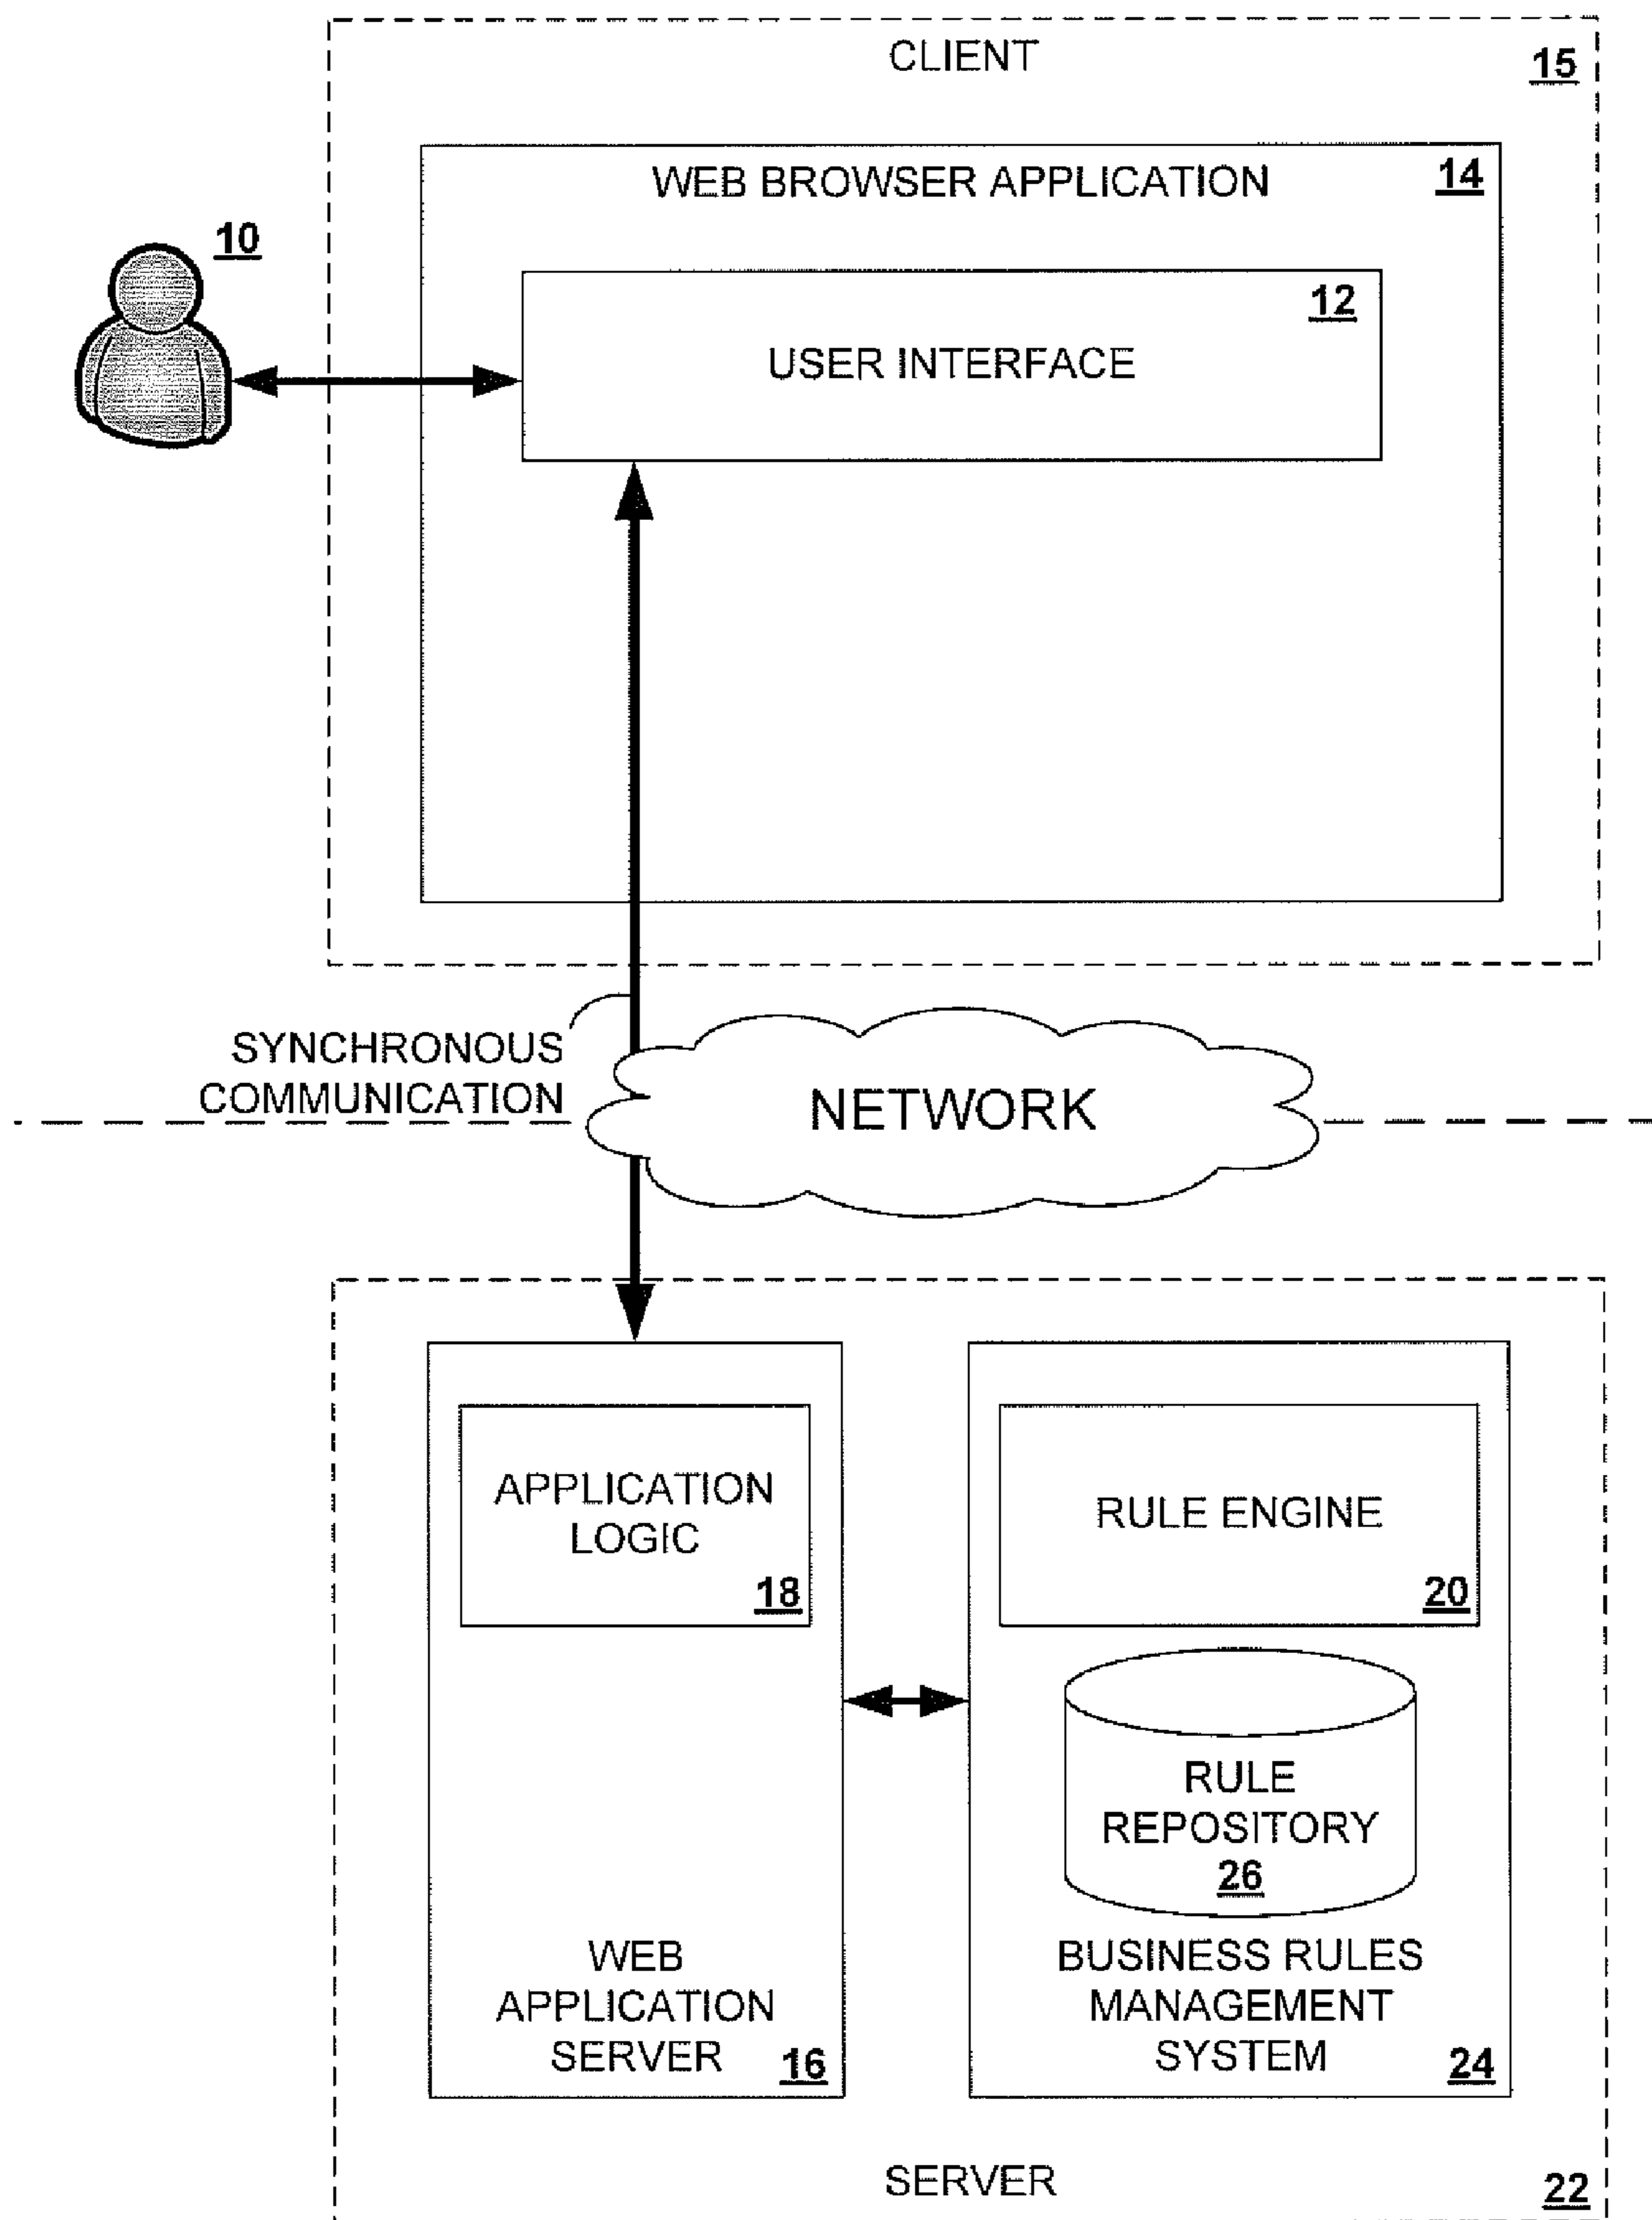 CLIENT
15
WEB BROWSER APPLICATION
14
10
12
USER INTERFACE
SYNCHRONOUS
COMMUNICATION
NETWORK
APPLICATION
LOGIC
18
RULE ENGINE
20
RULE
REPOSITORY
26
WEB
APPLICATION
SERVER
16
BUSINESS RULES
MANAGEMENT
SYSTEM
24
SERVER
22